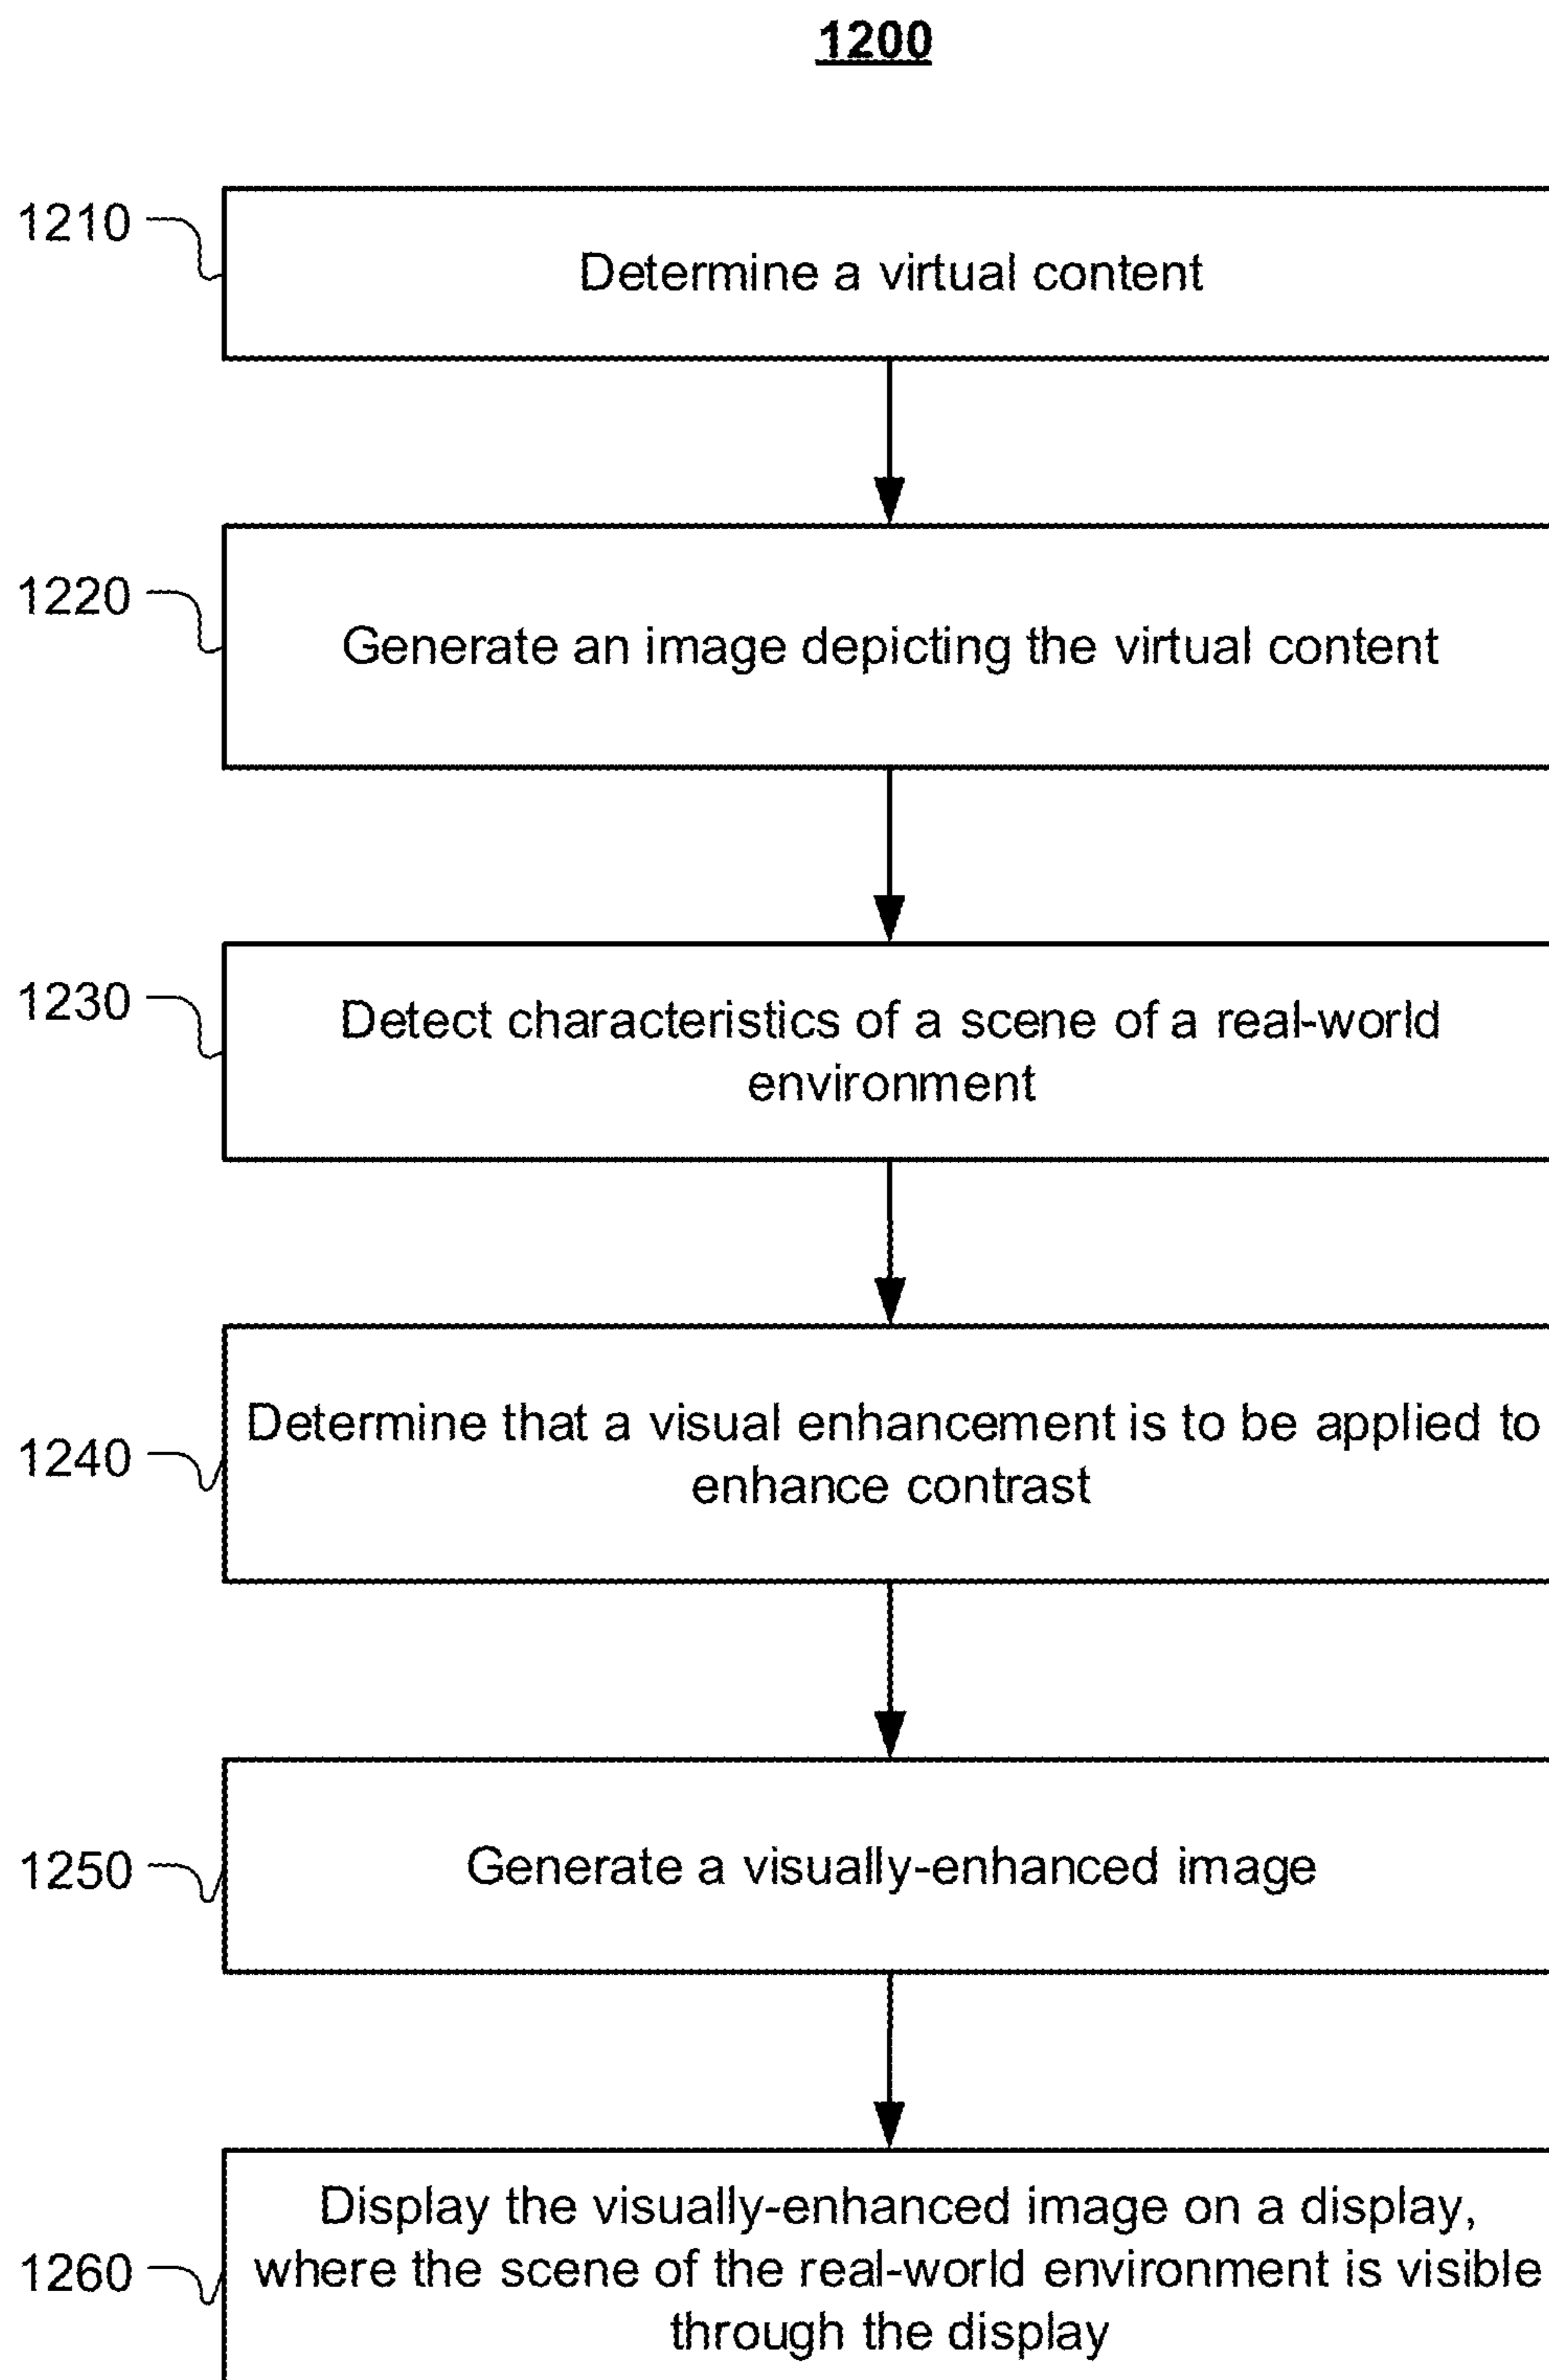 1200
1210
Determine a virtual content
1220
Generate an image depicting the virtual content
1230
Detect characteristics of a scene of a real-world
environment
1240
Determine that a visual enhancement is to be applied to
enhance contrast
1250
Generate a visually-enhanced image
1260
Display the visually-enhanced image on a display,
where the scene of the real-world environment is visible
through the display